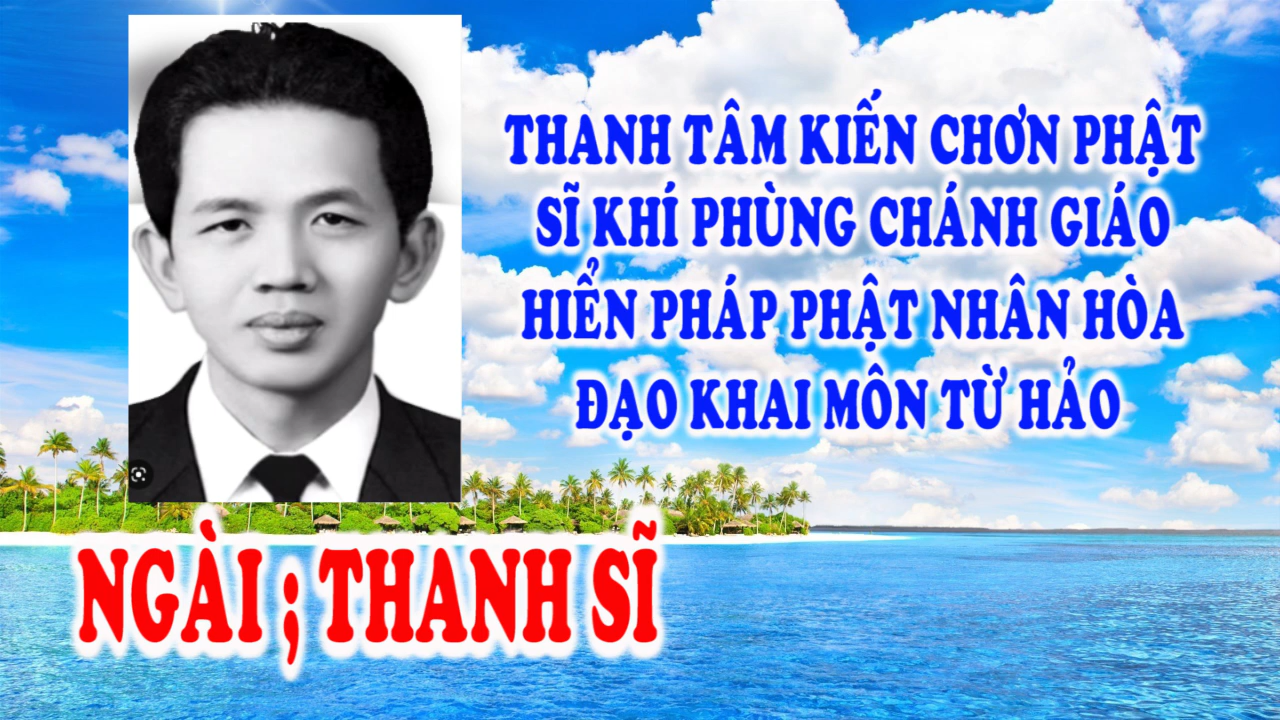 THANH TÂM KIẾN CHƠN PHẬT
SĨ KHÍ PHÙNG CHÁNH GIÁO
HIỂN PHÁP PHẬT NHÂN HÒA
ĐẠO KHAI MÔN TỪ HẢO
NGÀI ; THANH SĨ